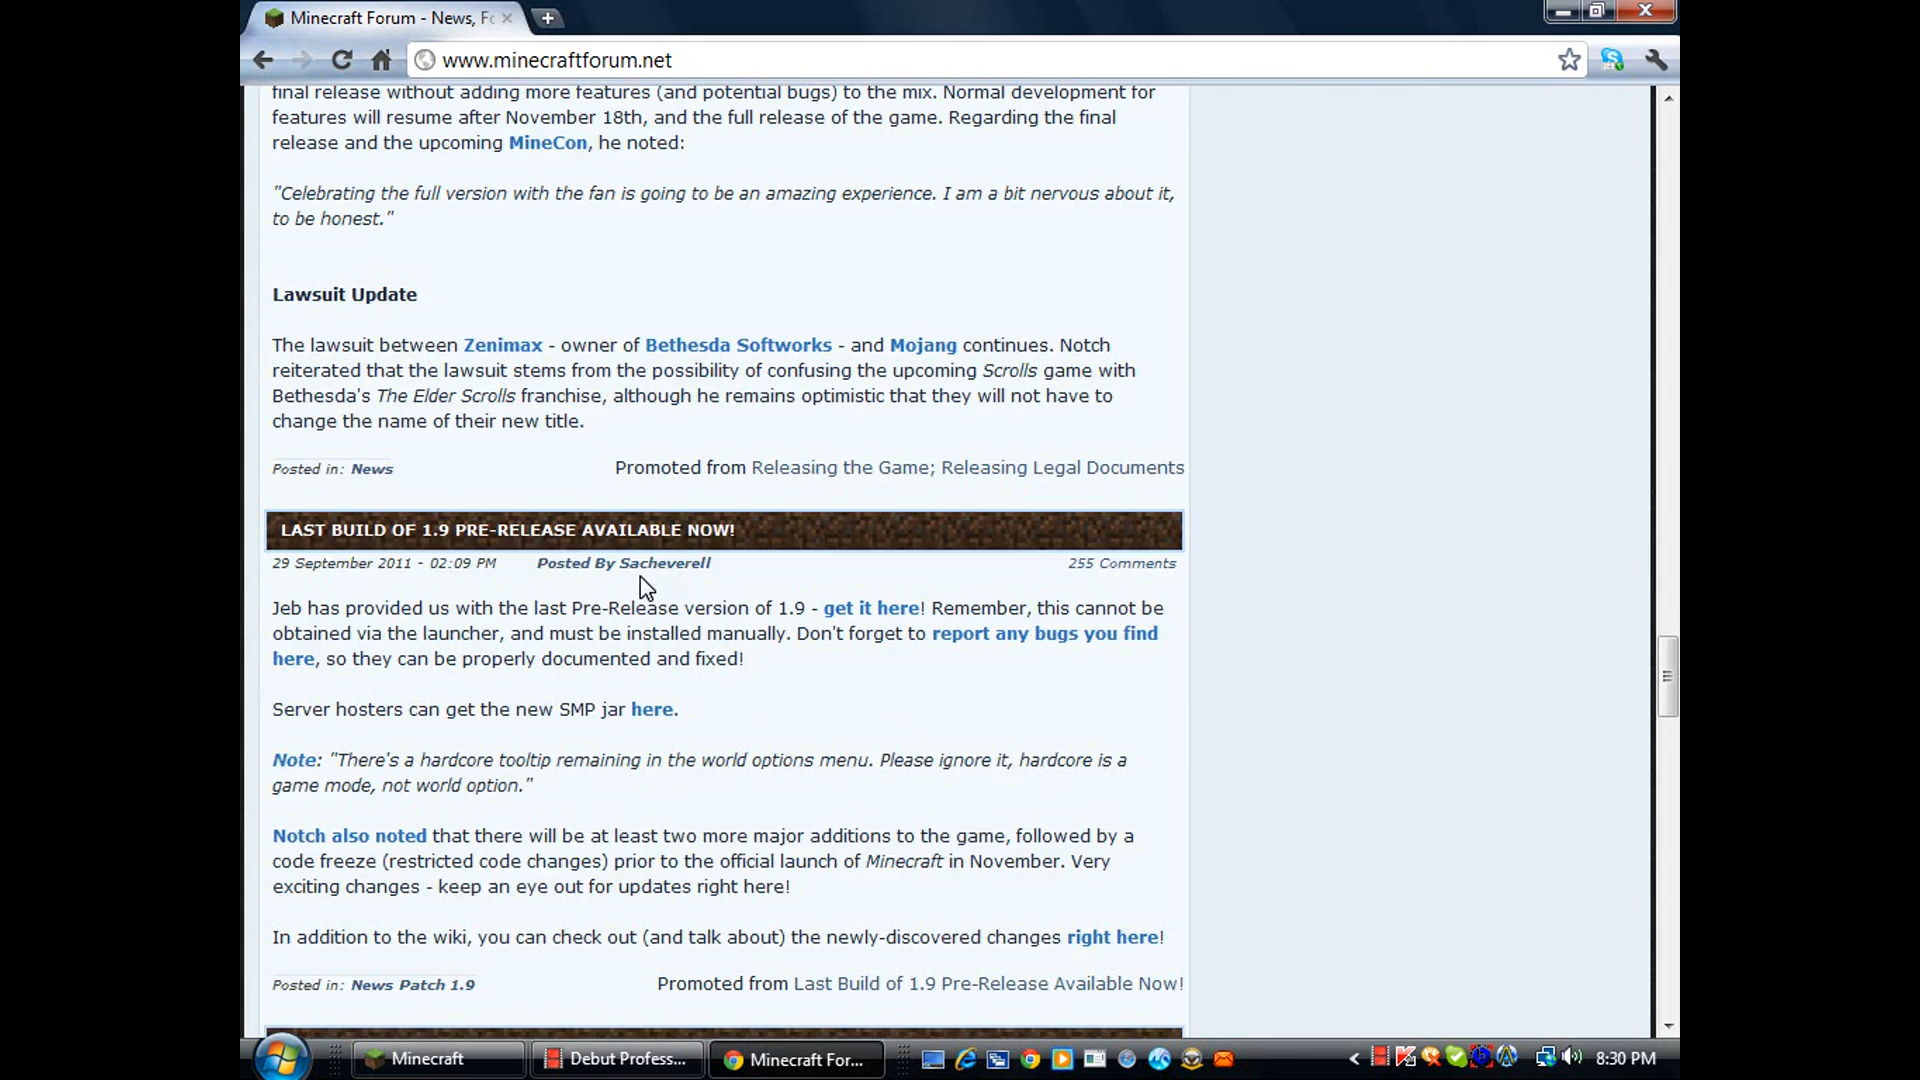 Minecraft Forum - News, Fo
www.minecraftforum.net
final release without adding more features (and potential bugs) to the mix. Normal development for
features will resume after November 18th, and the full release of the game. Regarding the final
release and the upcoming MineCon, he noted:
"Celebrating the full version with the fan is going to be an amazing experience. I am a bit nervous about it,
to be honest."
Lawsuit Update
The lawsuit between Zenimax - owner of Bethesda Softworks - and Mojang continues. Notch
reiterated that the lawsuit stems from the possibility of confusing the upcoming Scrolls game with
Bethesda's The Elder Scrolls franchise, although he remains optimistic that they will not have to
change the name of their new title.
Posted in: News Promoted from Releasing the Game; Releasing Legal Documents
LAST BUILD OF 1.9 PRE-RELEASE AVAILABLE NOW!
29 September 2011 - 02:09 PM Posted By Sacheverell 255 Comments
Jeb has provided us with the last Pre-Release version of 1.9 - get it here! Remember, this cannot be
obtained via the launcher, and must be installed manually. Don't forget to report any bugs you find
here, so they can be properly documented and fixed!
Server hosters can get the new SMP jar here.
Note: "There's a hardcore tooltip remaining in the world options menu. Please ignore it, hardcore is a
game mode, not world option."
Notch also noted that there will be at least two more major additions to the game, followed by a
code freeze (restricted code changes) prior to the official launch of Minecraft in November. Very
exciting changes - keep an eye out for updates right here!
In addition to the wiki, you can check out (and talk about) the newly-discovered changes right here!
Posted in: News Patch 1.9 Promoted from Last Build of 1.9 Pre-Release Available Now!
Minecraft Debut Profess... Minecraft For... 8:30 PM